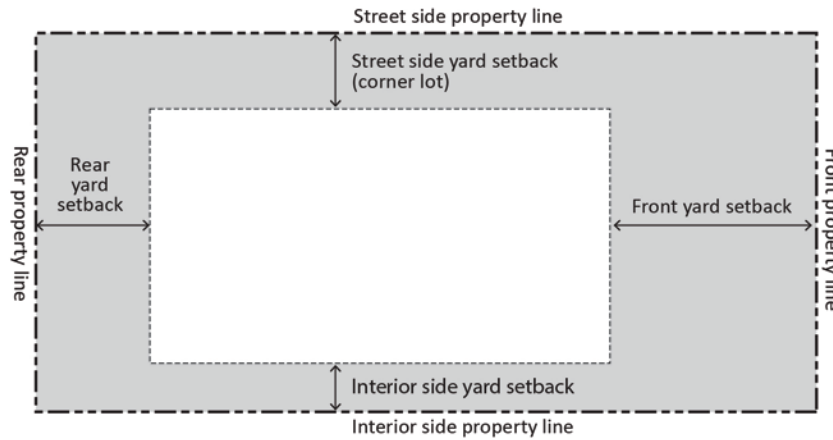 Street side property line
Street side yard setback
(corner lot)
Rear property line
Rear
yard
setback
Front yard setback
Front property line
Interior side yard setback
Interior side property line